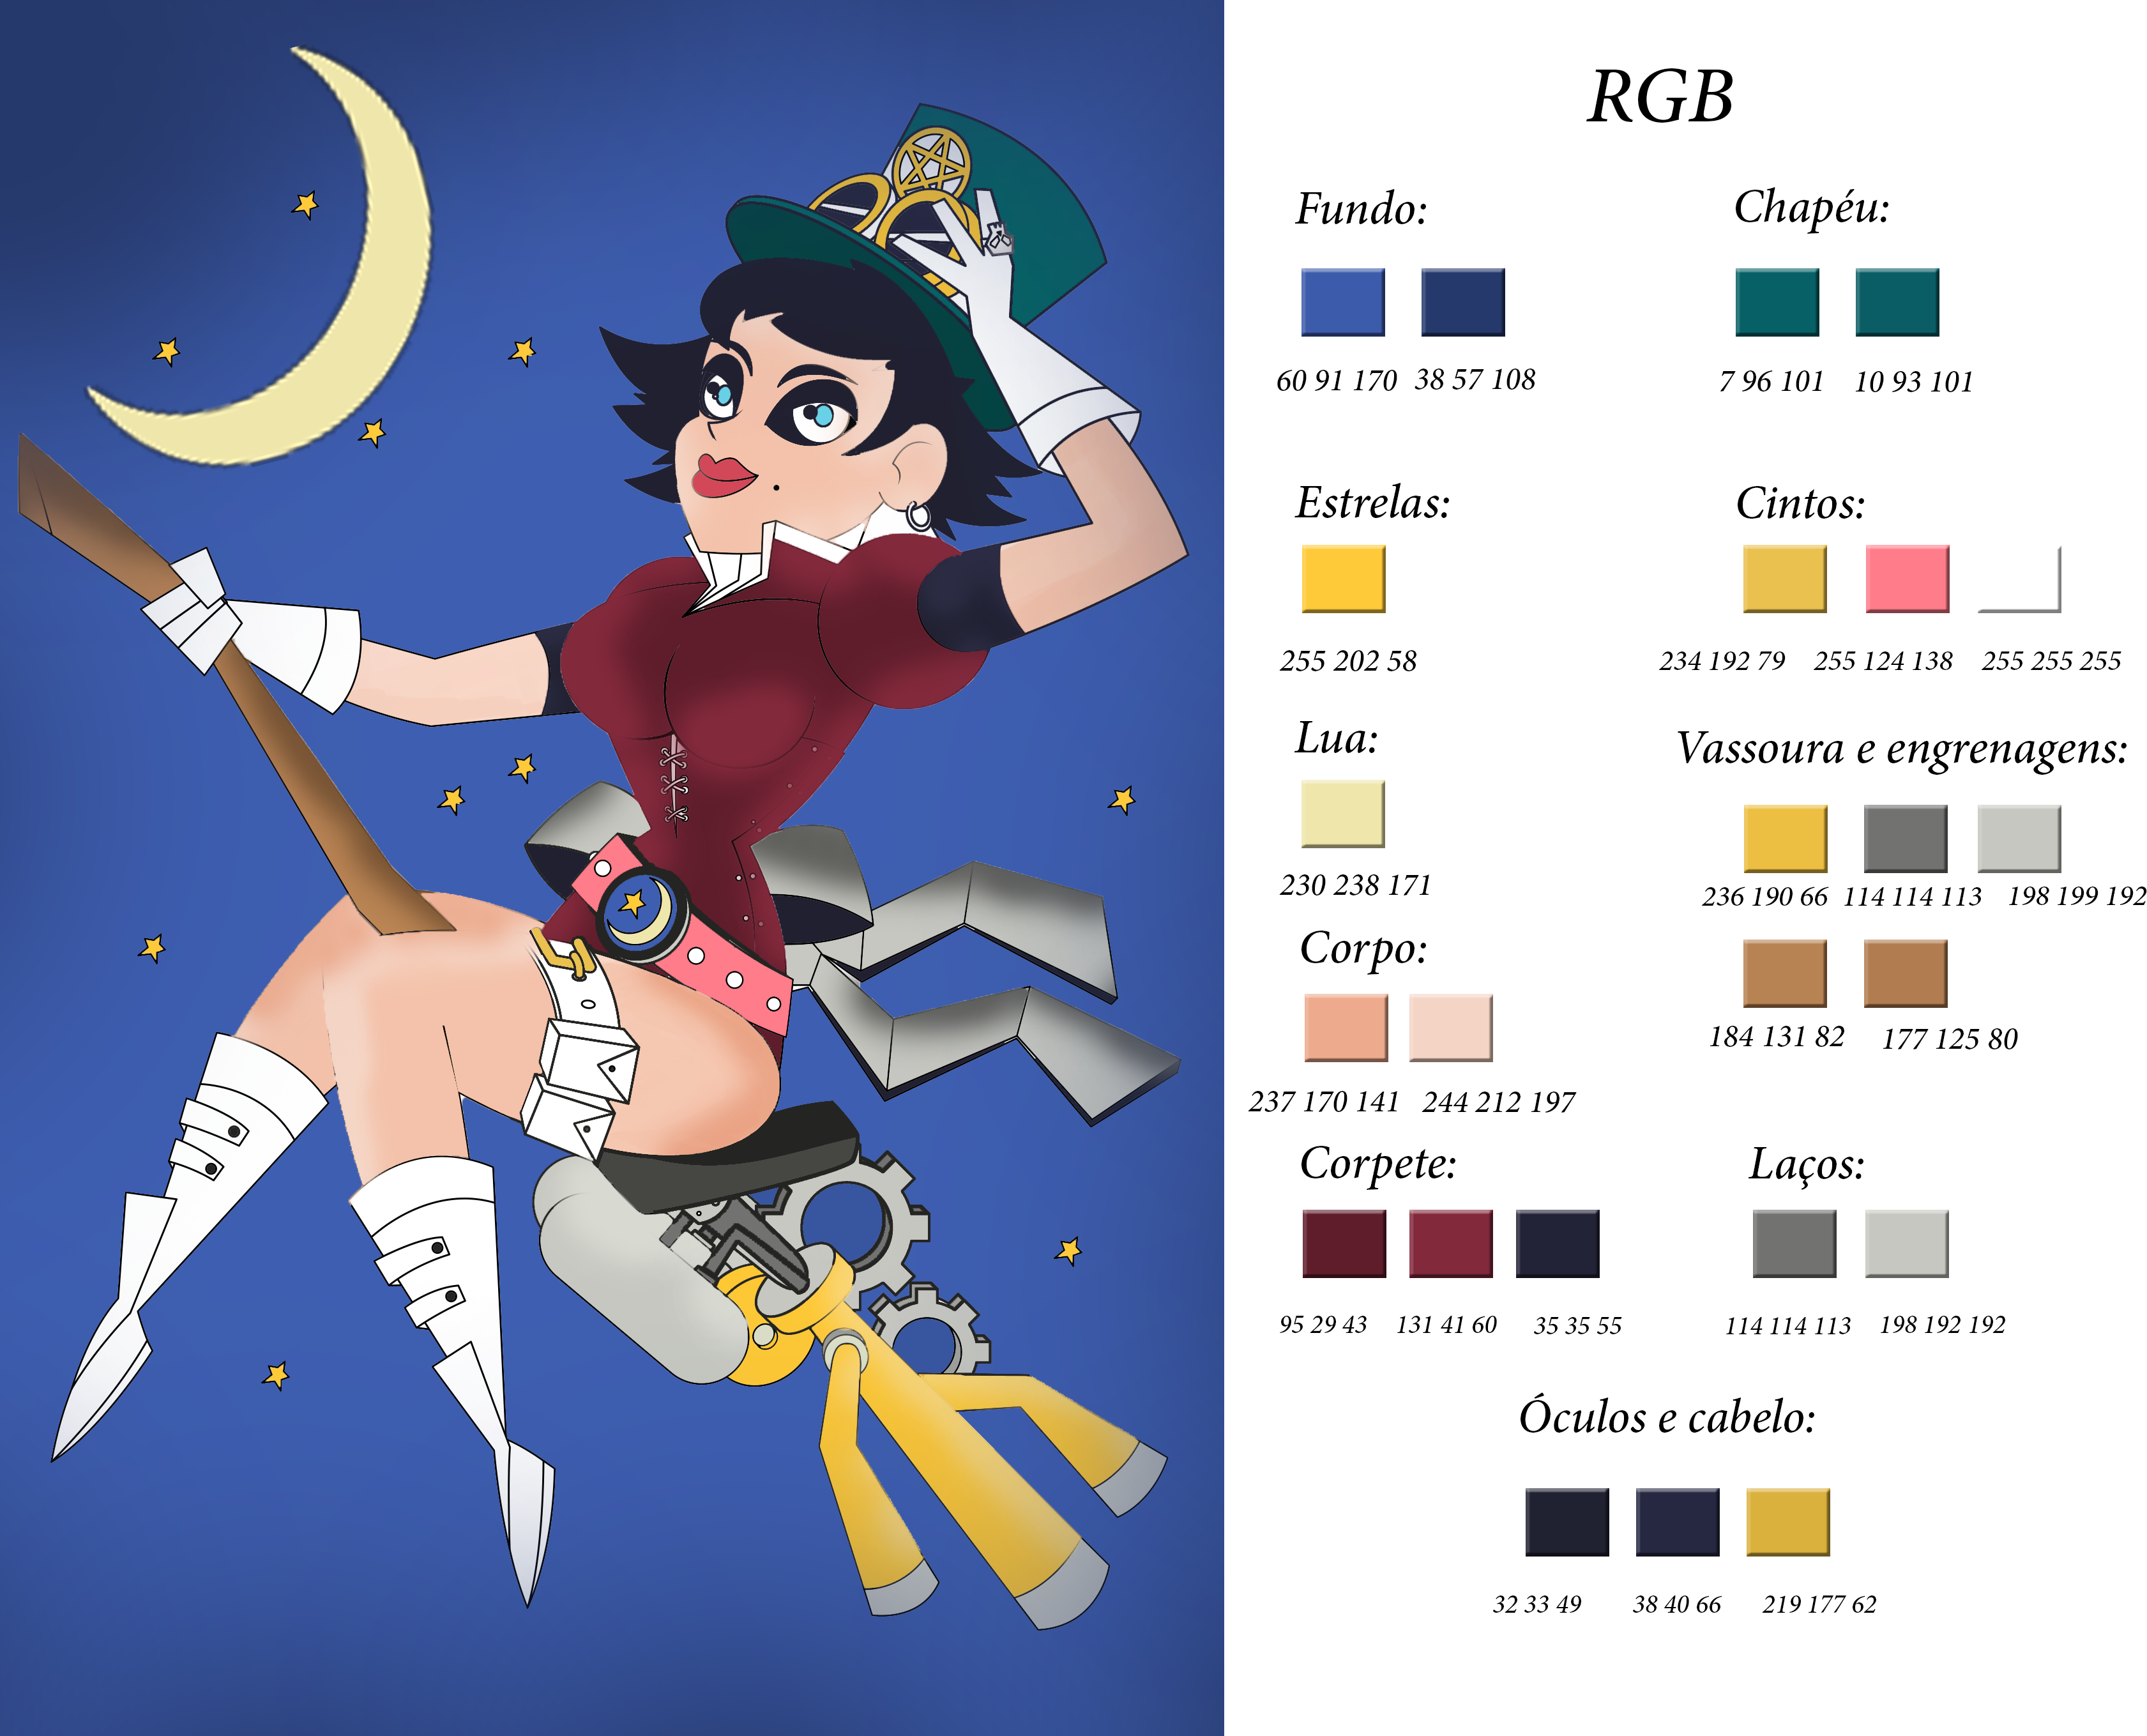 RGB
Fundo:
Chapéu:
60 91 170 38 57 108
7 96 101 10 93 101
Estrelas:
Cintos:
255 202 58
234 192 79 255 124 138 255 255 255
Lua:
Vassoura e engrenagens:
230 238 171
236 190 66 114 114 113 198 199 192
Corpo:
184 131 82 177 125 80
237 170 141 244 212 197
Corpete:
Laços:
95 29 43 131 41 60 35 35 55
114 114 113 198 192 192
Óculos e cabelo:
32 33 49 38 40 66 219 177 62